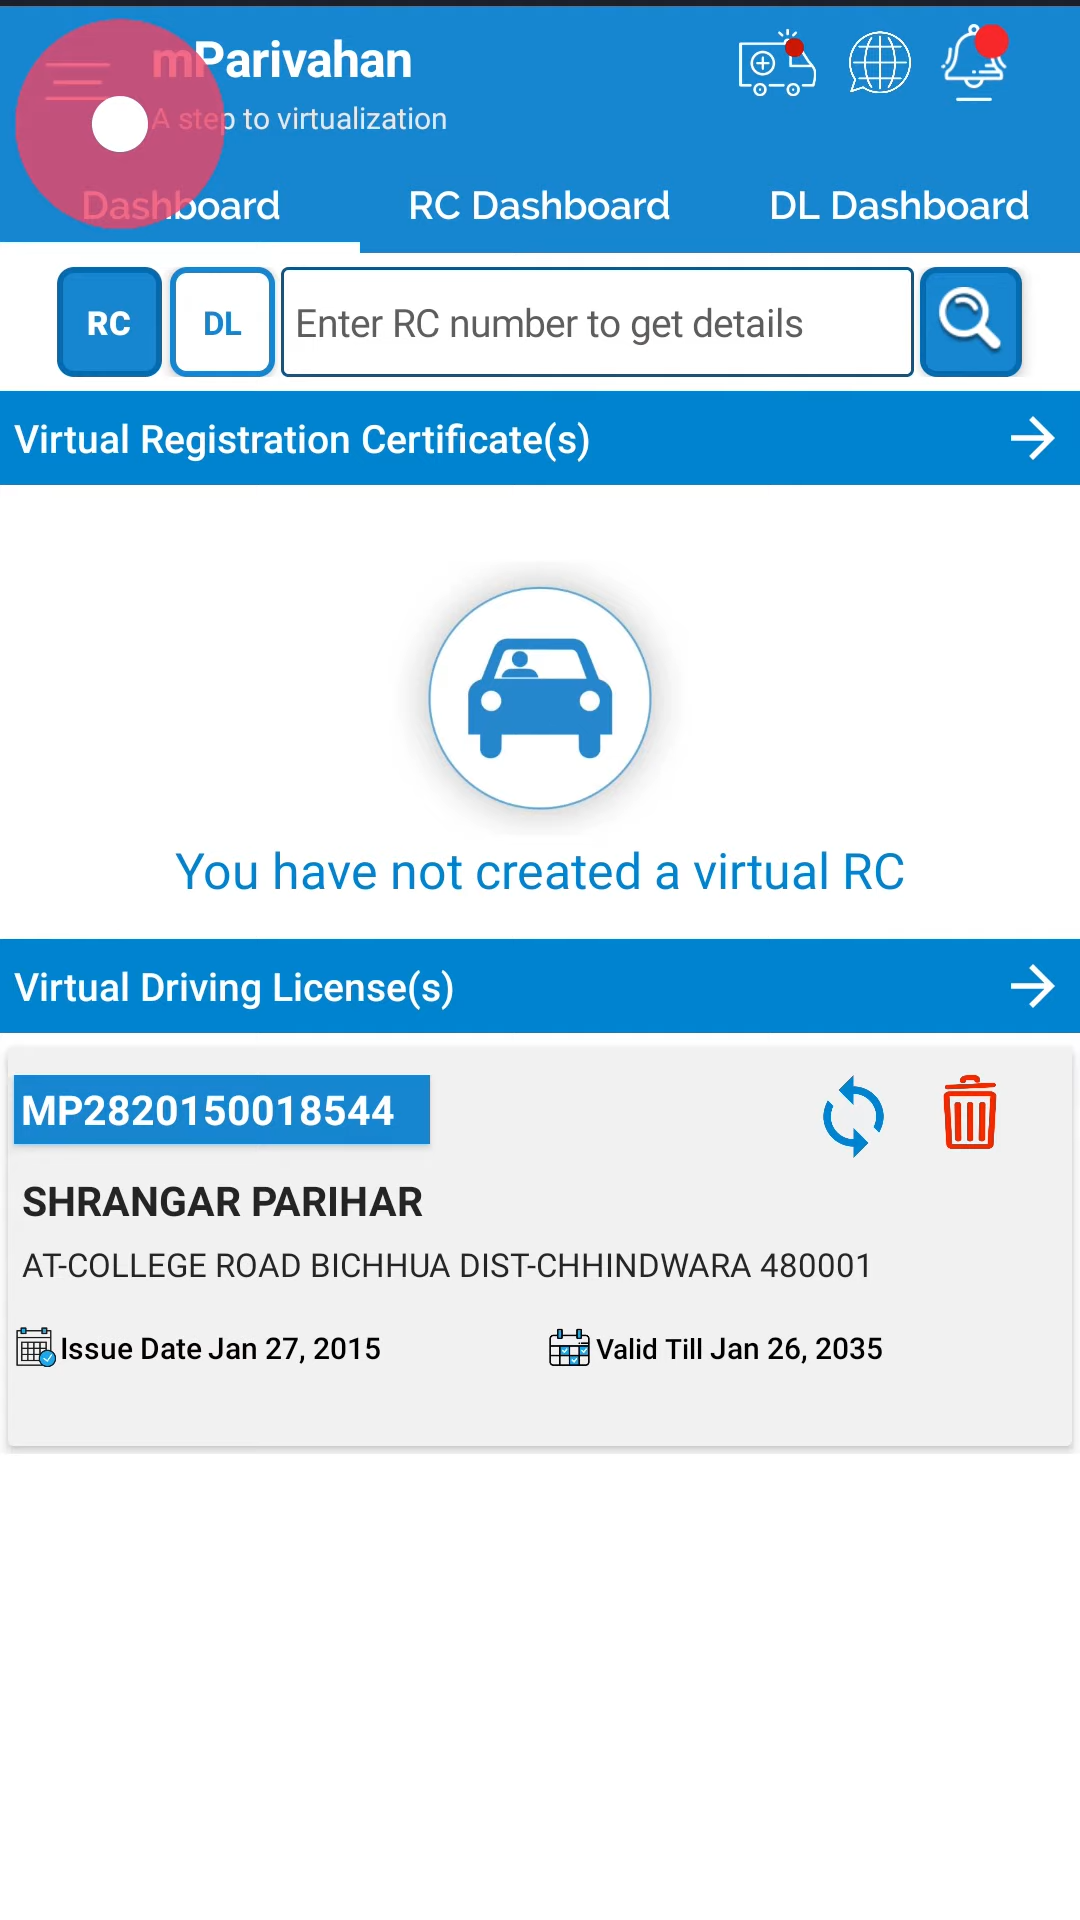 mParivahan
A step to virtualization
Dashboard
RC Dashboard
DL Dashboard
RC
DL
Enter RC number to get details
Virtual Registration Certificate(s)
You have not created a virtual RC
Virtual Driving License(s)
MP2820150018544
SHRANGAR PARIHAR
AT-COLLEGE ROAD BICHHUA DIST-CHHINDWARA 480001
Issue Date Jan 27, 2015
Valid Till Jan 26, 2035